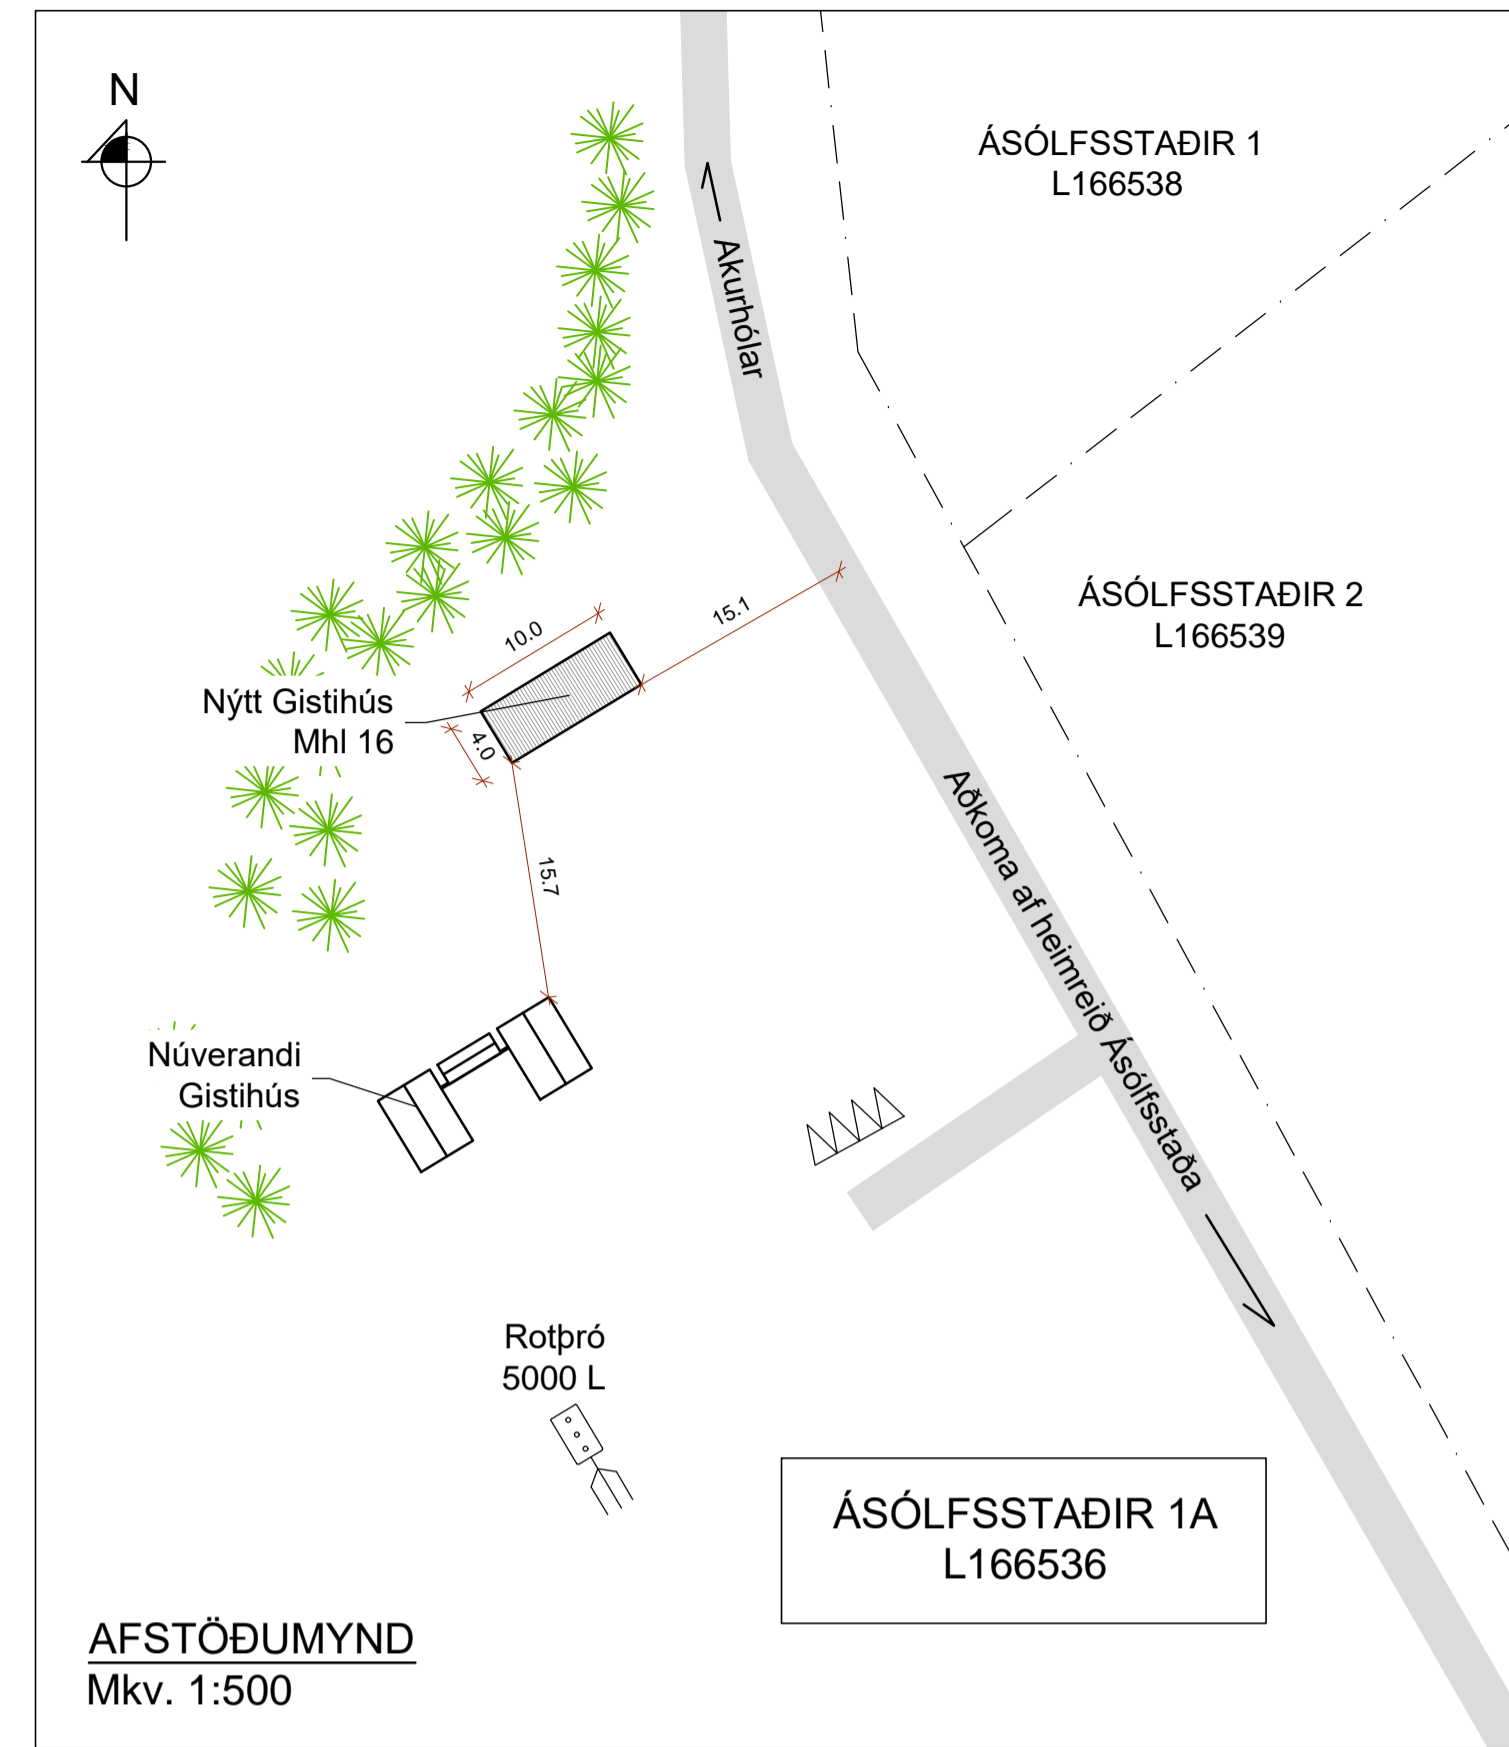 N
ÁSÓLFSSTAÐIR 1
L166538
Akurhólar
ÁSÓLFSSTAÐIR 2
L166539
10.0
15.1
Nýtt Gistihús
Mhl 16
4.0
15.7
Aðkoma af heimreið Ásólfsstaða
Núverandi
Gistihús
Rotþró
5000 L
ÁSÓLFSSTAÐIR 1A
L166536
AFSTÖÐUMYND
Mkv. 1:500